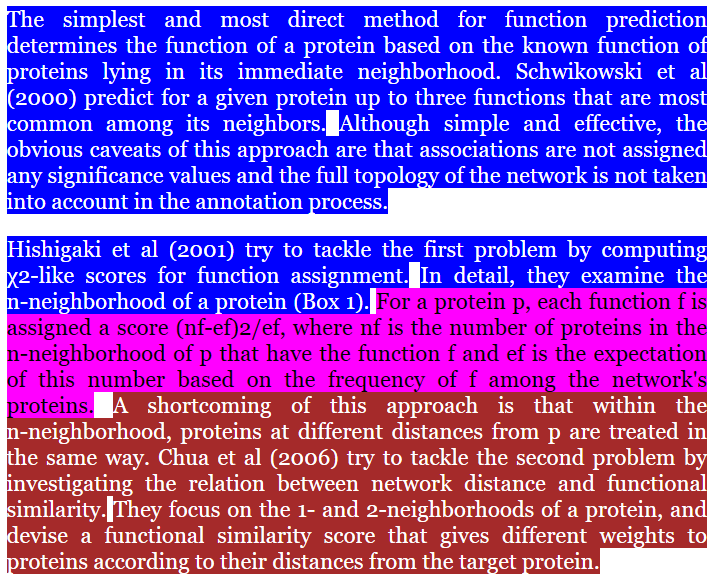 The simplest and most direct method for function prediction
determines the function of a protein based on the known function of
proteins lying in its immediate neighborhood. Schwikowski et al
(2000) predict for a given protein up to three functions that are most
common among its neighbors. Although simple and effective, the
obvious caveats of this approach are that associations are not assigned
any significance values and the full topology of the network is not taken
into account in the annotation process.
Hishigaki et al (2001) try to tackle the first problem by computing
χ2-like scores for function assignment. In detail, they examine the
n-neighborhood of a protein (Box 1). For a protein p, each function f is
assigned a score (nf-ef)2/ef, where nf is the number of proteins in the
n-neighborhood of p that have the function f and ef is the expectation
of this number based on the frequency of f among the network's
proteins. A shortcoming of this approach is that within the
n-neighborhood, proteins at different distances from p are treated in
the same way. Chua et al (2006) try to tackle the second problem by
investigating the relation between network distance and functional
similarity. They focus on the 1- and 2-neighborhoods of a protein, and
devise a functional similarity score that gives different weights to
proteins according to their distances from the target protein.